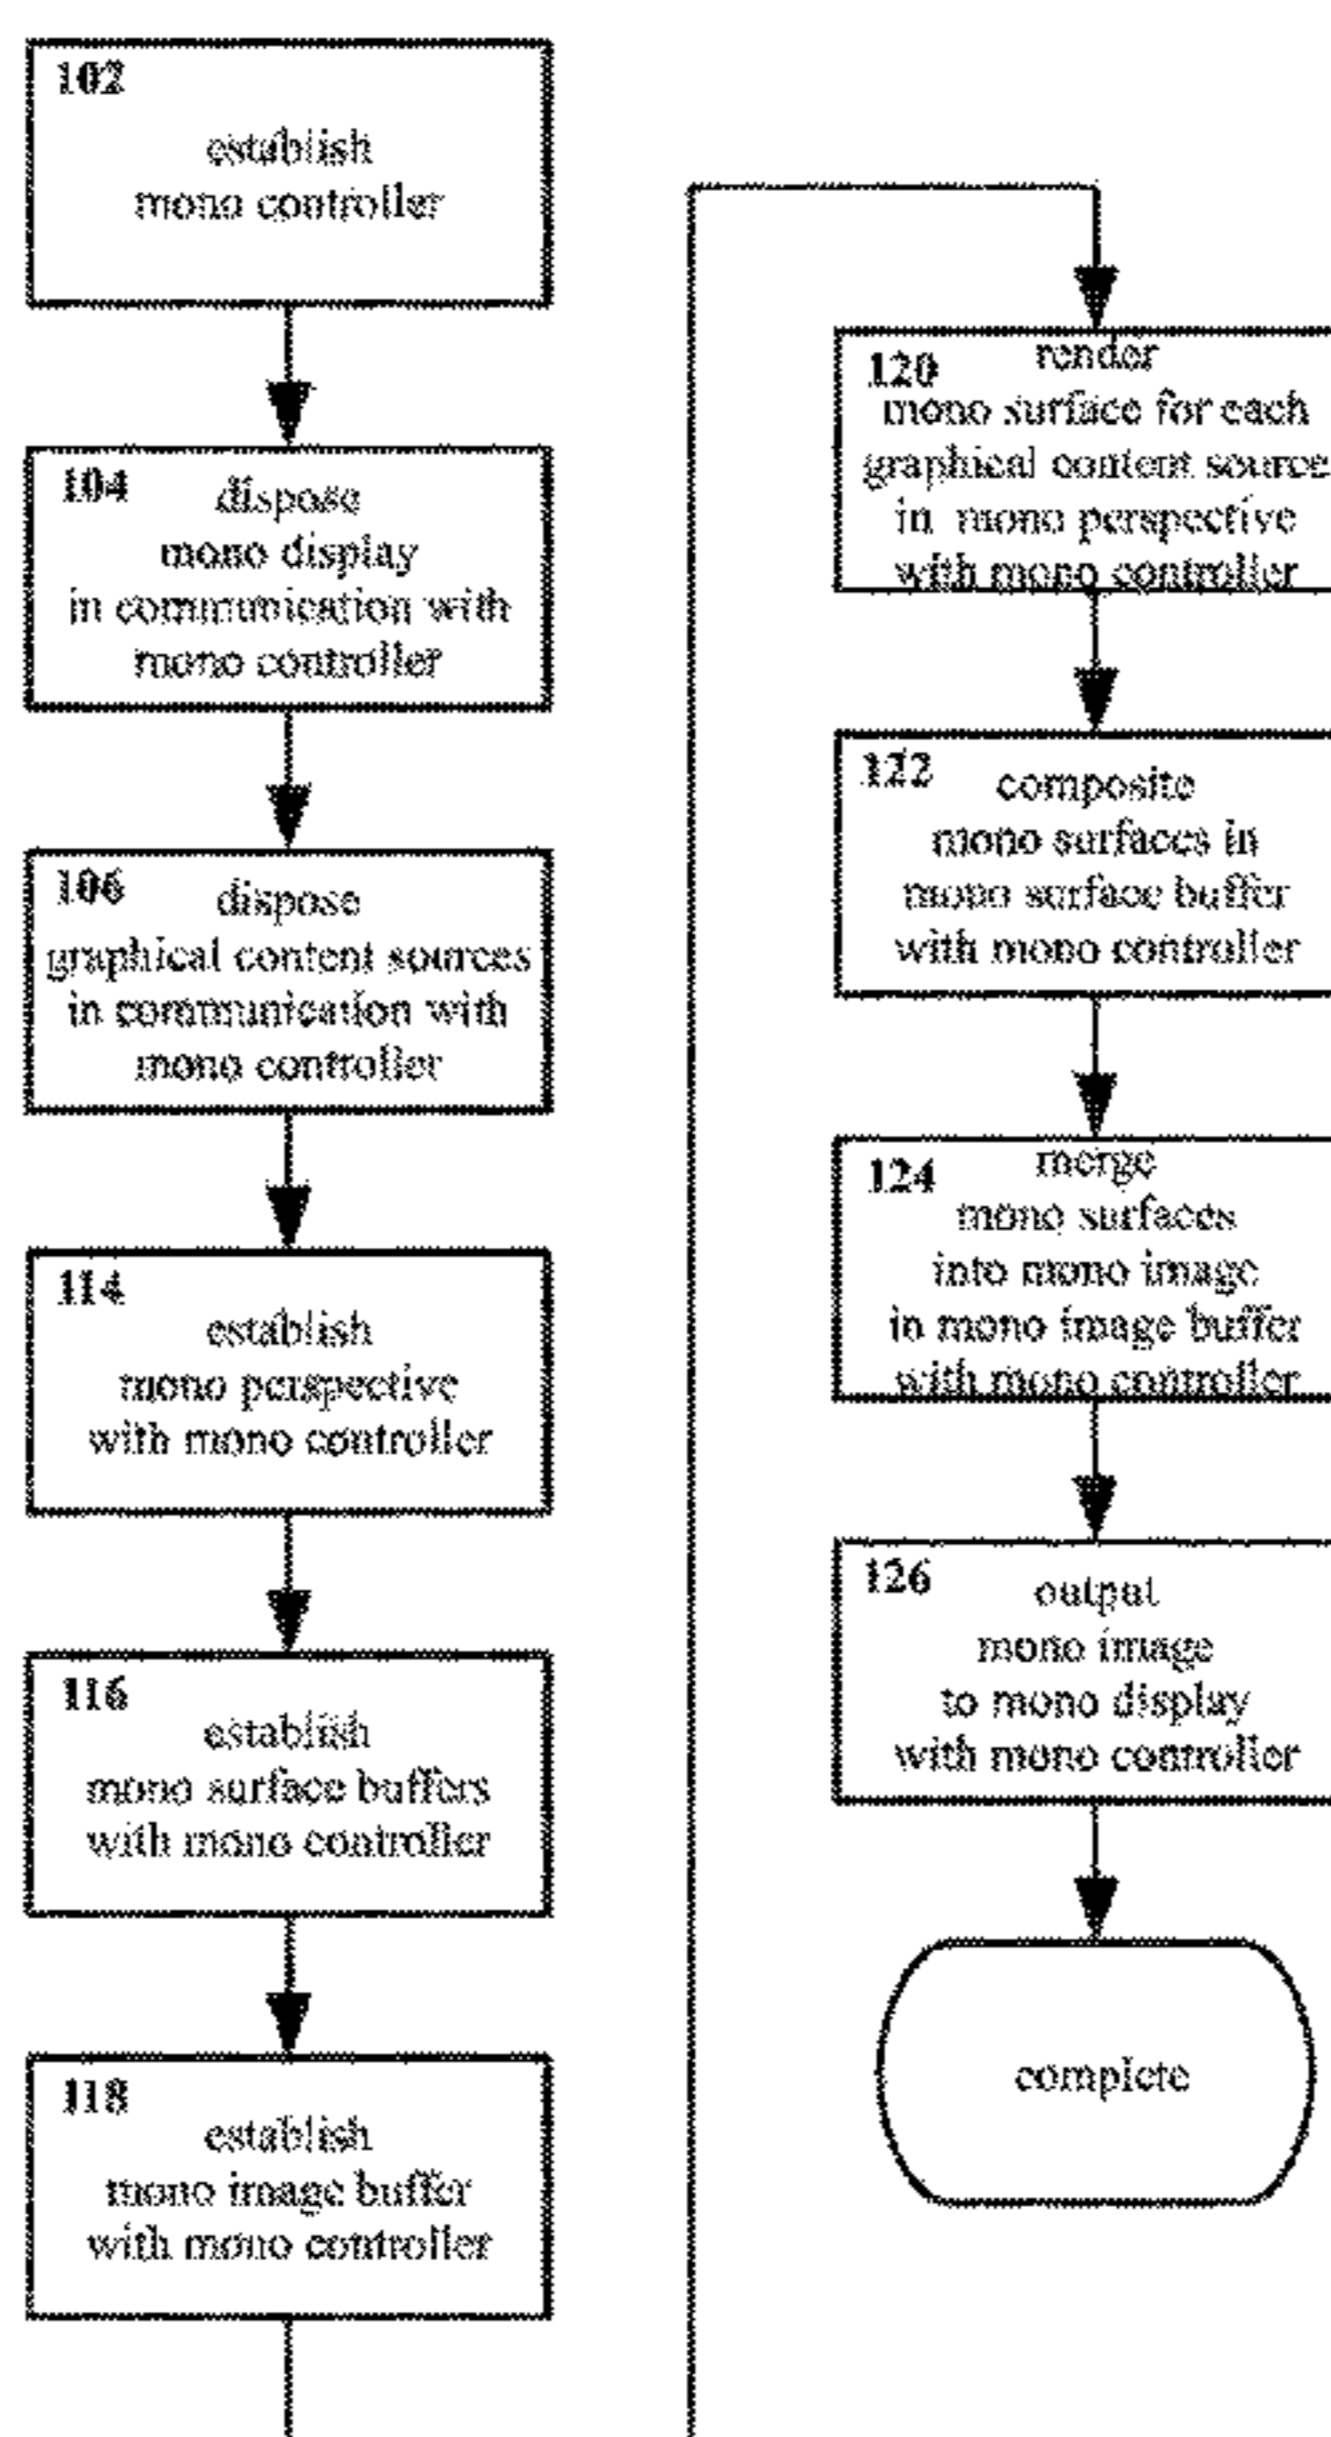 102
establish
mono controller
104
dispose
mono display
in communication with
mono controller
106
dispose
graphical content sources
in communication with
mono controller
114
establish
mono perspective
with mono controller
116
establish
mono surface buffers
with mono controller
118
establish
mono image buffer
with mono controller
120
render
mono surface for each
graphical content source
in mono perspective
with mono controller
122
composite
mono surfaces in
mono surface buffer
with mono controller
124
merge
mono surfaces
into mono image
in mono image buffer
with mono controller
126
output
mono image
to mono display
with mono controller
complete